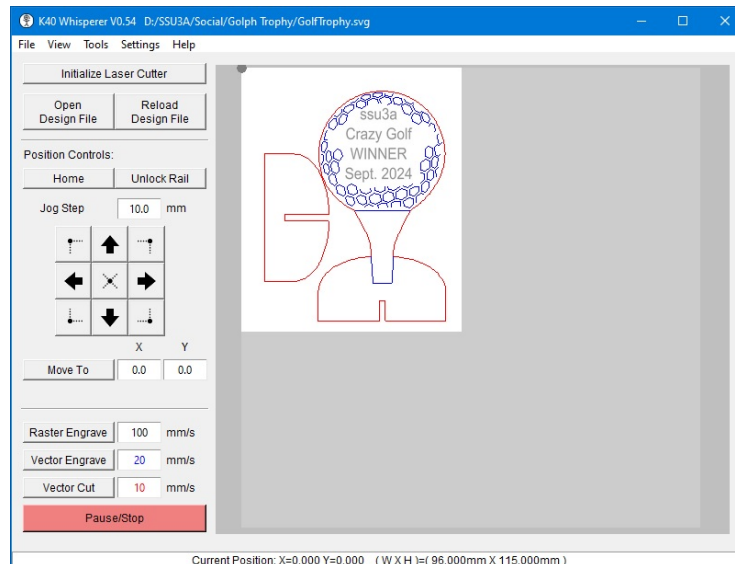 K40 Whisperer V0.54 D:/SSU3A/Social/Golph Trophy/GolfTrophy.svg
File View Tools Settings Help
Initialize Laser Cutter
Open
Design File
Reload
Design File
Position Controls:
Home Unlock Rail
Jog Step 10.0 mm
X Y
Move To 0.0 0.0
Raster Engrave 100 mm/s
Vector Engrave 20 mm/s
Vector Cut 10 mm/s
Pause/Stop
ssu3a
Crazy Golf
WINNER
Sept. 2024
Current Position: X=0.000 Y=0.000 ( W X H )=( 96.000mm X 115.000mm )